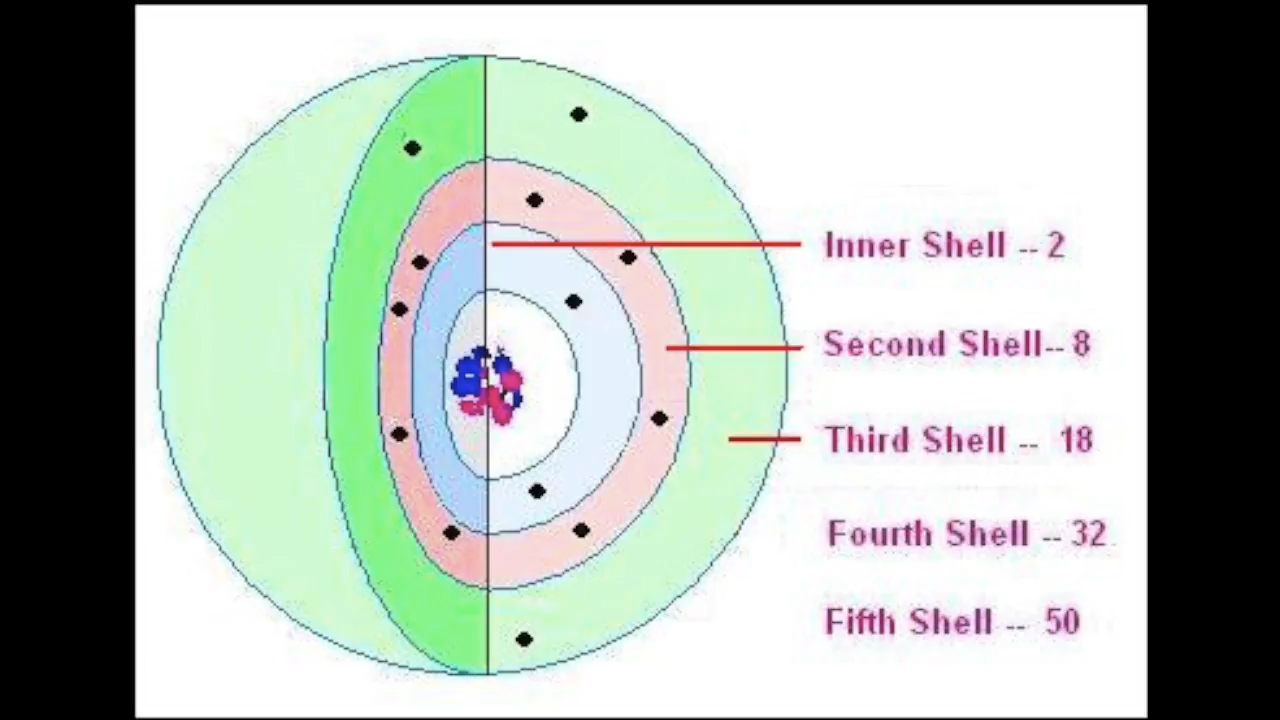 Inner Shell -- 2
Second Shell-- 8
Third Shell -- 18
Fourth Shell -- 32
Fifth Shell -- 50